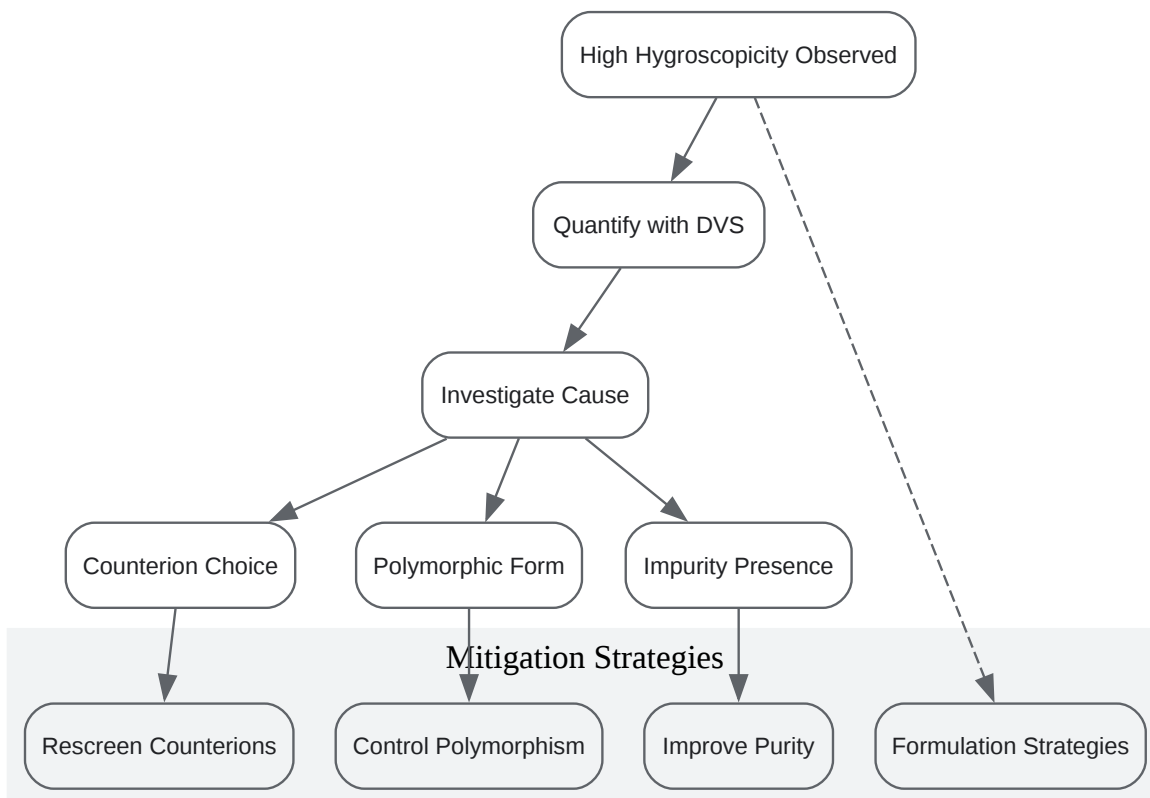 High Hygroscopicity Observed
Quantify with DVS
Investigate Cause
Counterion Choice
Polymorphic Form
Impurity Presence
Mitigation Strategies
Rescreen Counterions
Control Polymorphism
Improve Purity
Formulation Strategies